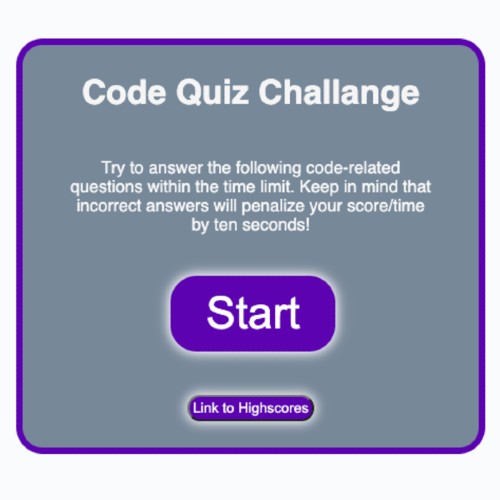 Code Quiz Challange
Try to answer the following code-related
questions within the time limit. Keep in mind that
incorrect answers will penalize your score/time
by ten seconds!
Start
Link to Highscores